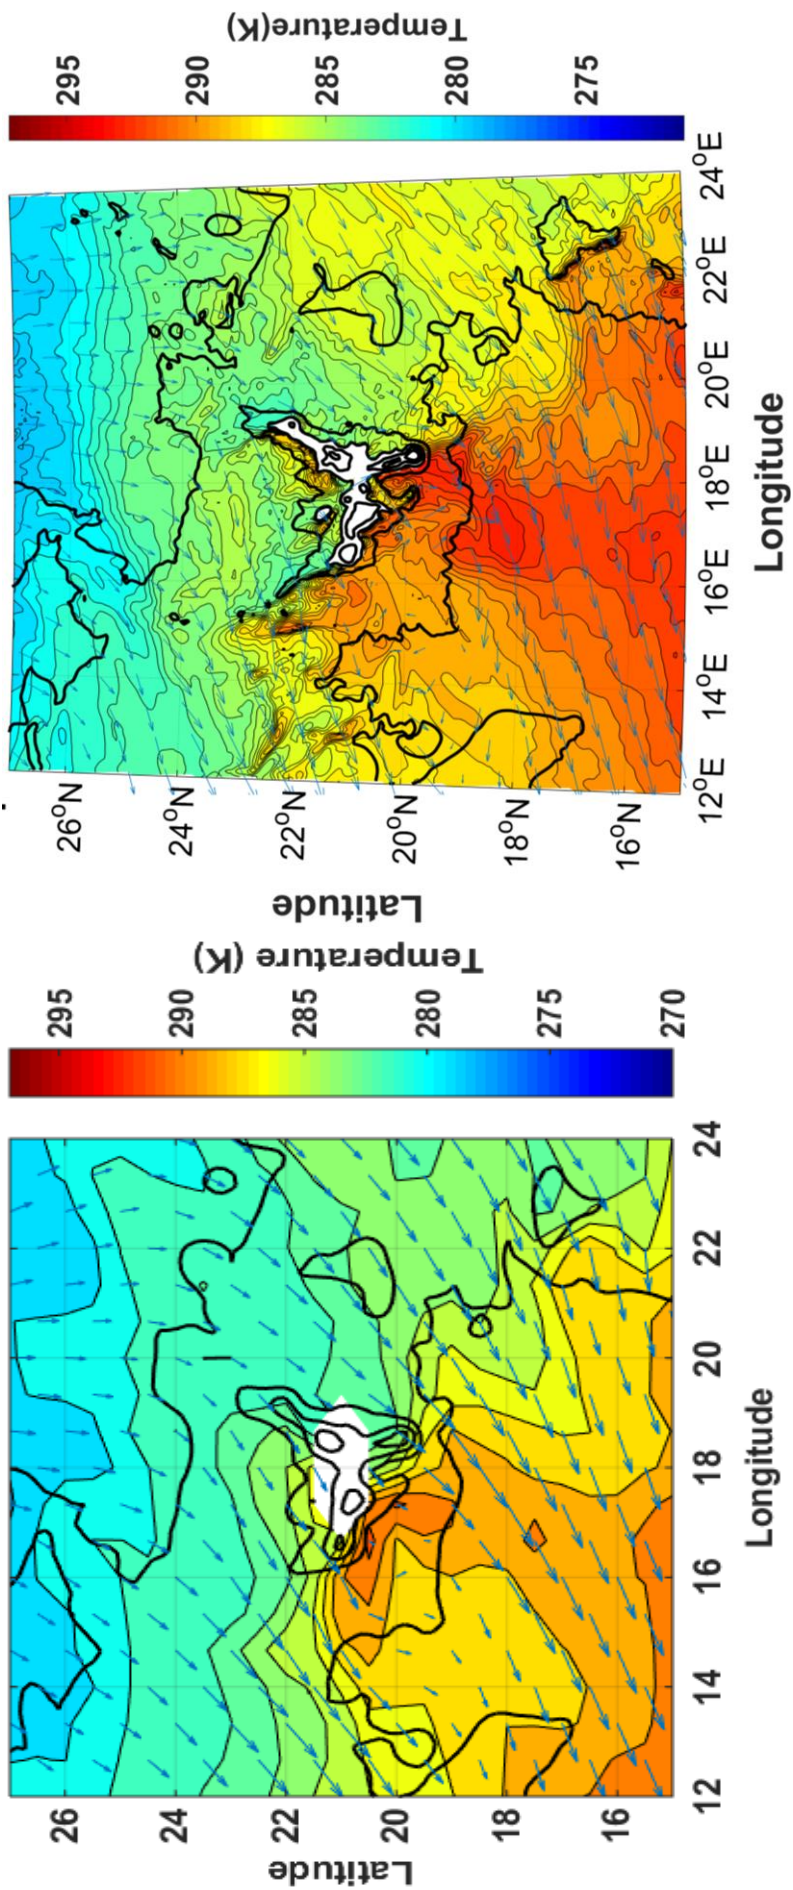 Latitude
26
24
22
20
18
16
12 14 16 18 20 22 24
Longitude
295
290
285
280
275
270
Temperature (K)
Latitude
26°N
24°N
22°N
20°N
18°N
16°N
12°E 14°E 16°E 18°E 20°E 22°E 24°E
Longitude
295
290
285
280
275
Temperature(K)